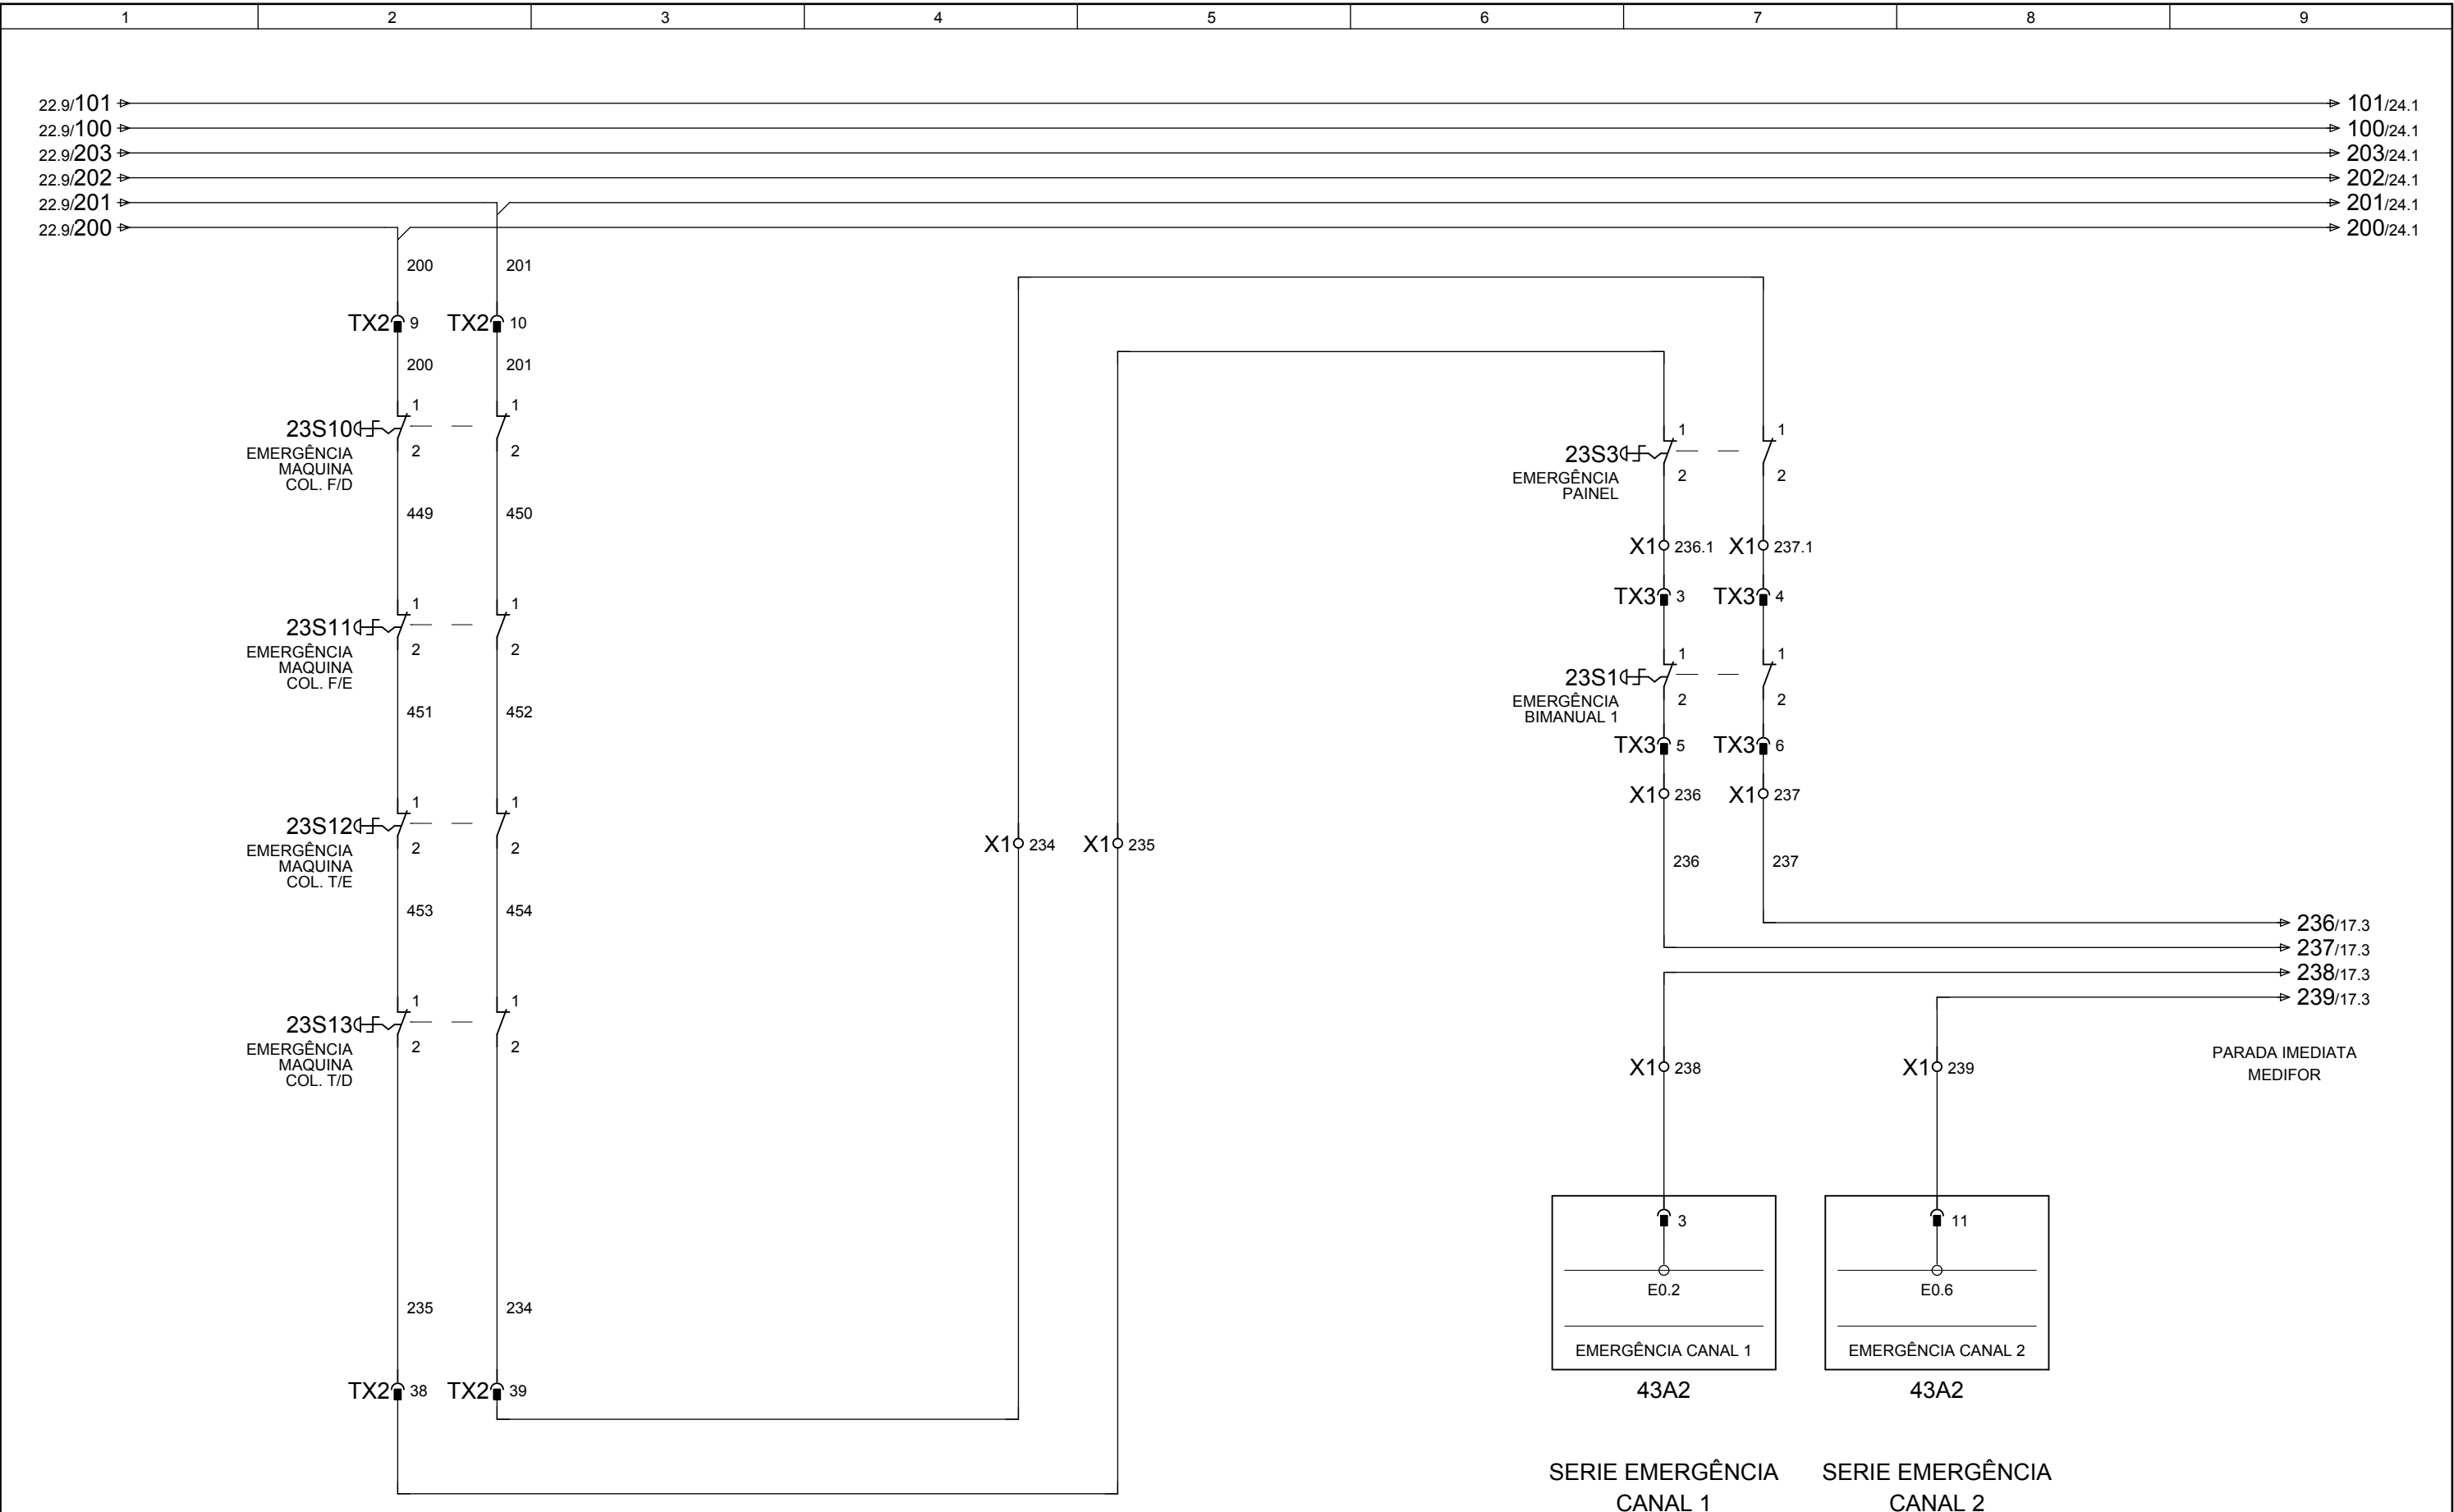 1 2 3 4 5 6 7 8 9
22.9/101 101/24.1
22.9/100 100/24.1
22.9/203 203/24.1
22.9/202 202/24.1
22.9/201 201/24.1
22.9/200 200/24.1
200 201
TX2 9 TX2 10
200 201
1 1
23S10
EMERGÊNCIA
MAQUINA
COL. F/D
2 2
449 450
1 1
23S11
EMERGÊNCIA
MAQUINA
COL. F/E
2 2
451 452
1 1
23S12
EMERGÊNCIA
MAQUINA
COL. T/E
2 2
453 454
1 1
23S13
EMERGÊNCIA
MAQUINA
COL. T/D
2 2
235 234
TX2 38 TX2 39
X1 234 X1 235
1 1
23S3
EMERGÊNCIA
PAINEL
2 2
X1 236.1 X1 237.1
TX3 3 TX3 4
1 1
23S1
EMERGÊNCIA
BIMANUAL 1
2 2
TX3 5 TX3 6
X1 236 X1 237
236 237
236/17.3
237/17.3
238/17.3
239/17.3
PARADA IMEDIATA
MEDIFOR
X1 238 X1 239
3 11
E0.2 E0.6
EMERGÊNCIA CANAL 1 EMERGÊNCIA CANAL 2
43A2 43A2
SERIE EMERGÊNCIA
CANAL 1
SERIE EMERGÊNCIA
CANAL 2